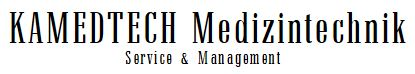 KAMEDTECH Medizintechnik
Service & Management